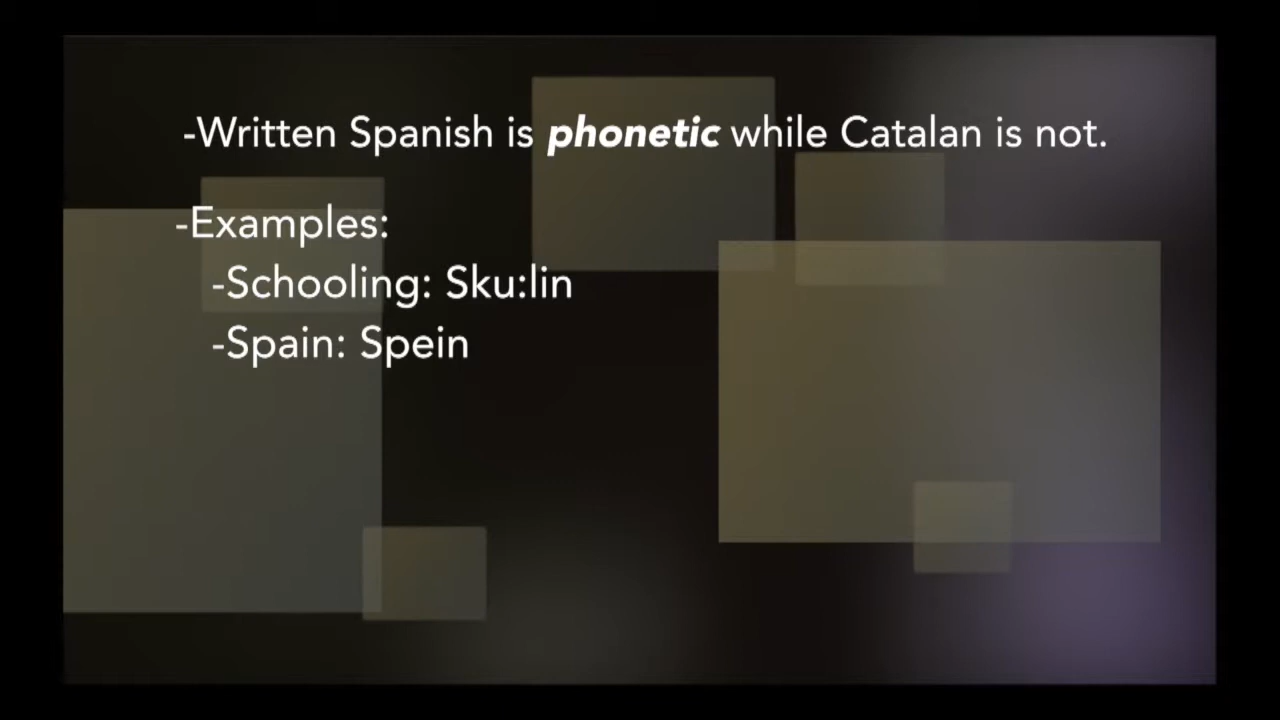 -Written Spanish is phonetic while Catalan is not.
-Examples:
-Schooling: Sku:lin
-Spain: Spein